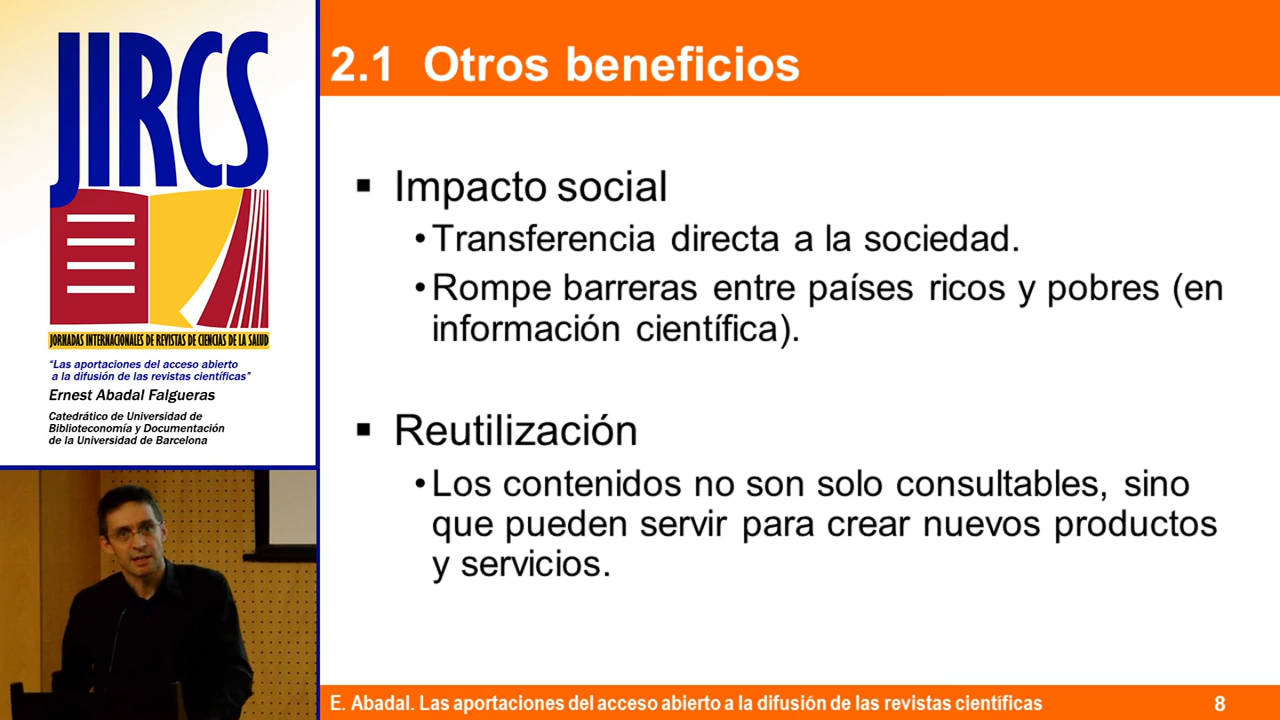 JIRCS
JORNADAS INTERNACIONALES DE REVISTAS DE CIENCIAS DE LA SALUD
“Las aportaciones del acceso abierto
a la difusión de las revistas científicas”
Ernest Abadal Falgueras
Catedrático de Universidad de
Biblioteconomía y Documentación
de la Universidad de Barcelona
2.1 Otros beneficios
▪ Impacto social
• Transferencia directa a la sociedad.
• Rompe barreras entre países ricos y pobres (en
información científica).
▪ Reutilización
• Los contenidos no son solo consultables, sino
que pueden servir para crear nuevos productos
y servicios.
E. Abadal. Las aportaciones del acceso abierto a la difusión de las revistas científicas 8